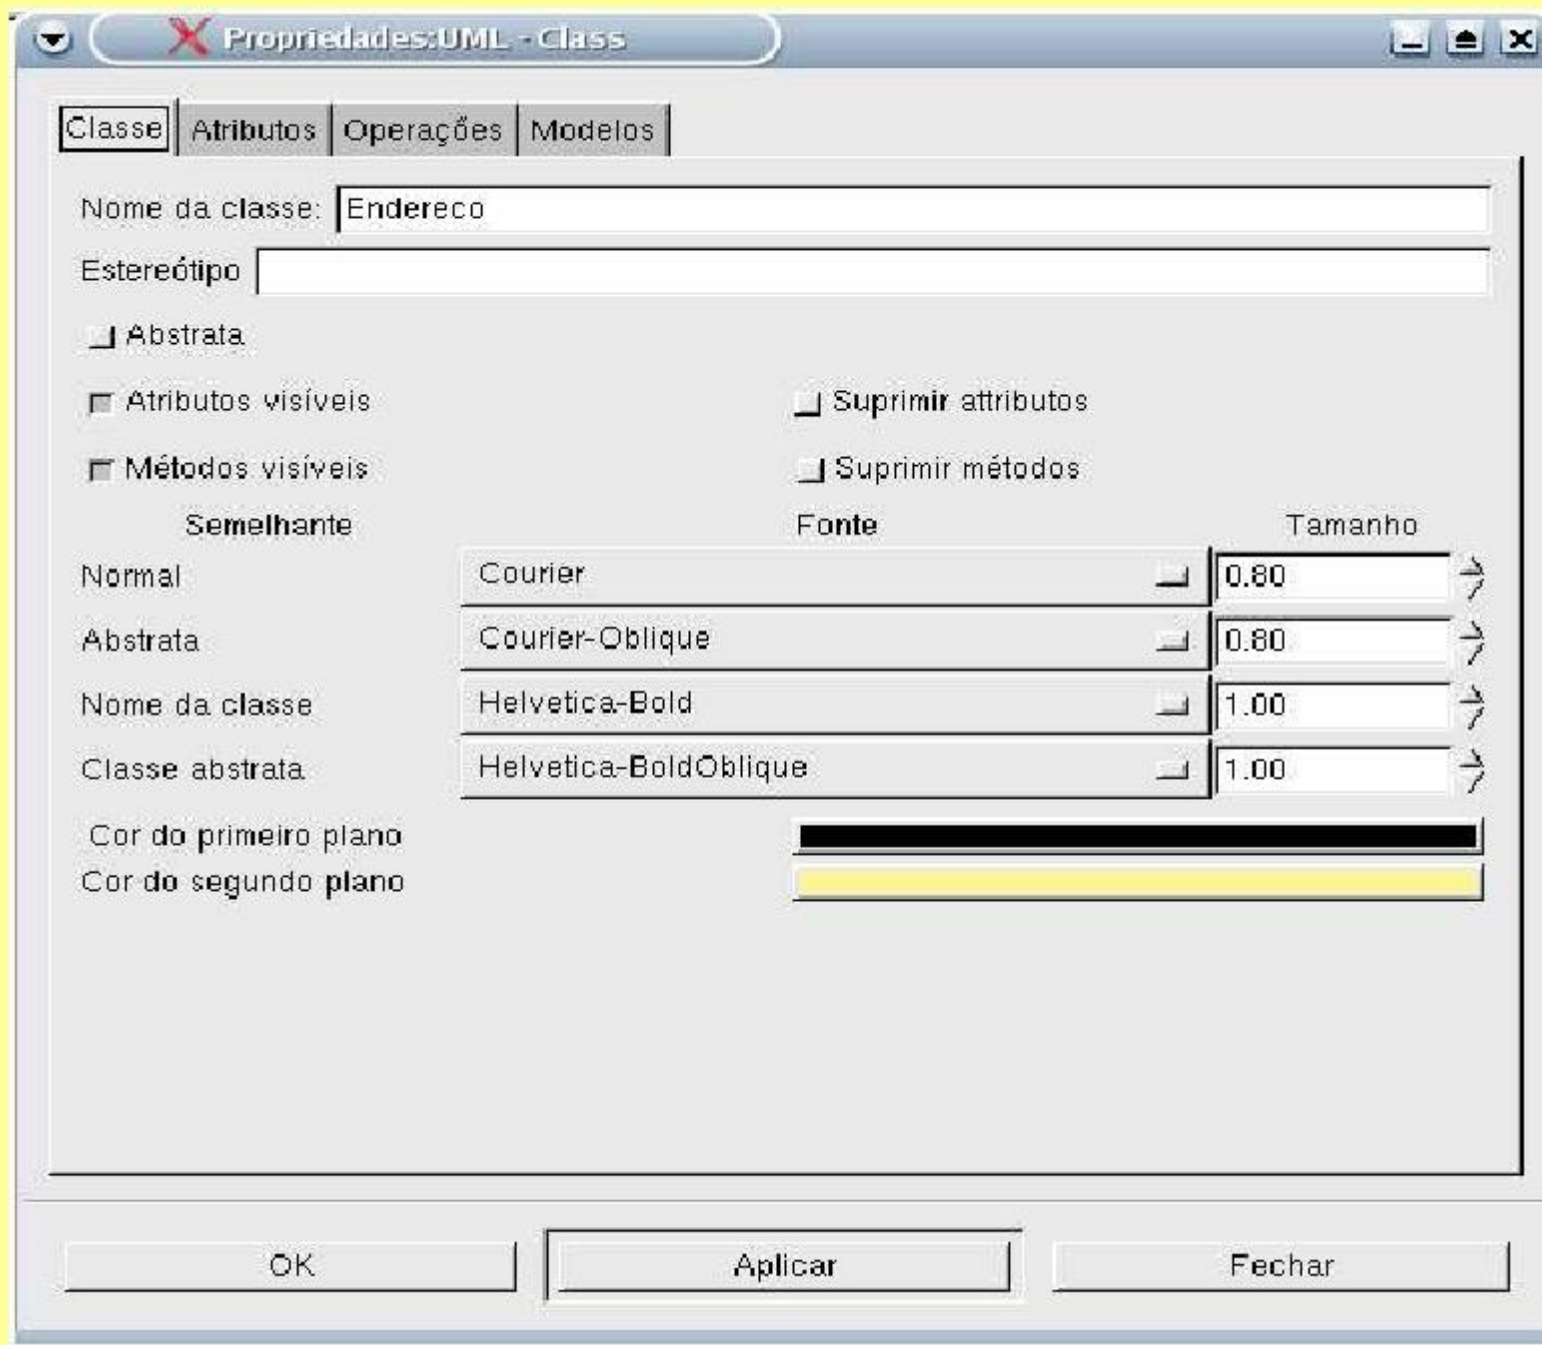 Propriedades:UML - Class
Classe Atributos Operações Modelos
Nome da classe: Endereco
Estereótipo
Abstrata
Atributos visíveis Suprimir attributos
Métodos visíveis Suprimir métodos
Semelhante Fonte Tamanho
Normal Courier 0.80
Abstrata Courier-Oblique 0.80
Nome da classe Helvetica-Bold 1.00
Classe abstrata Helvetica-BoldOblique 1.00
Cor do primeiro plano
Cor do segundo plano
OK Aplicar Fechar